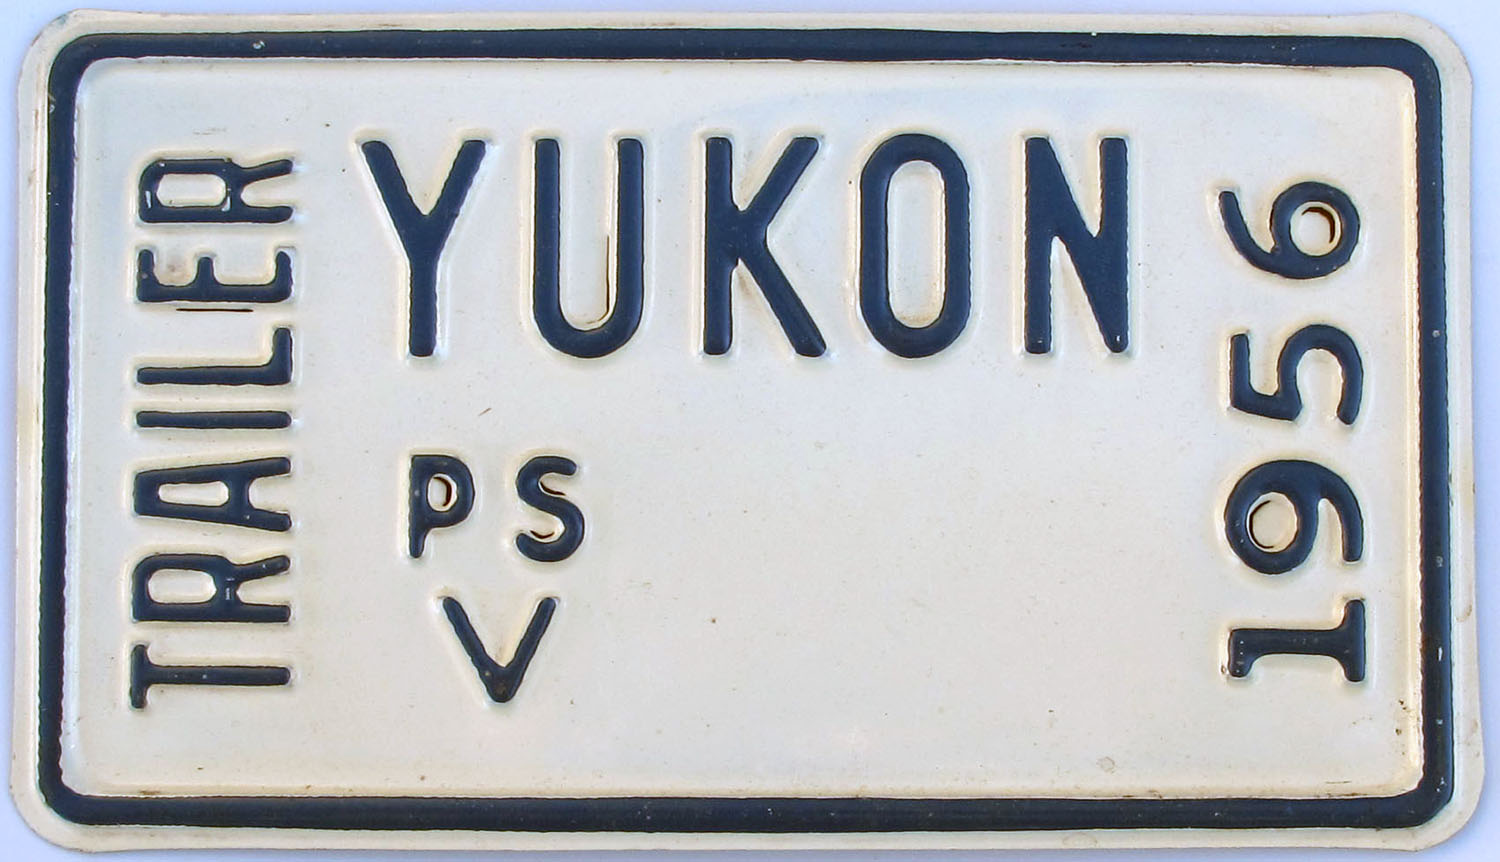 TRAILER
YUKON
PS
V
1956